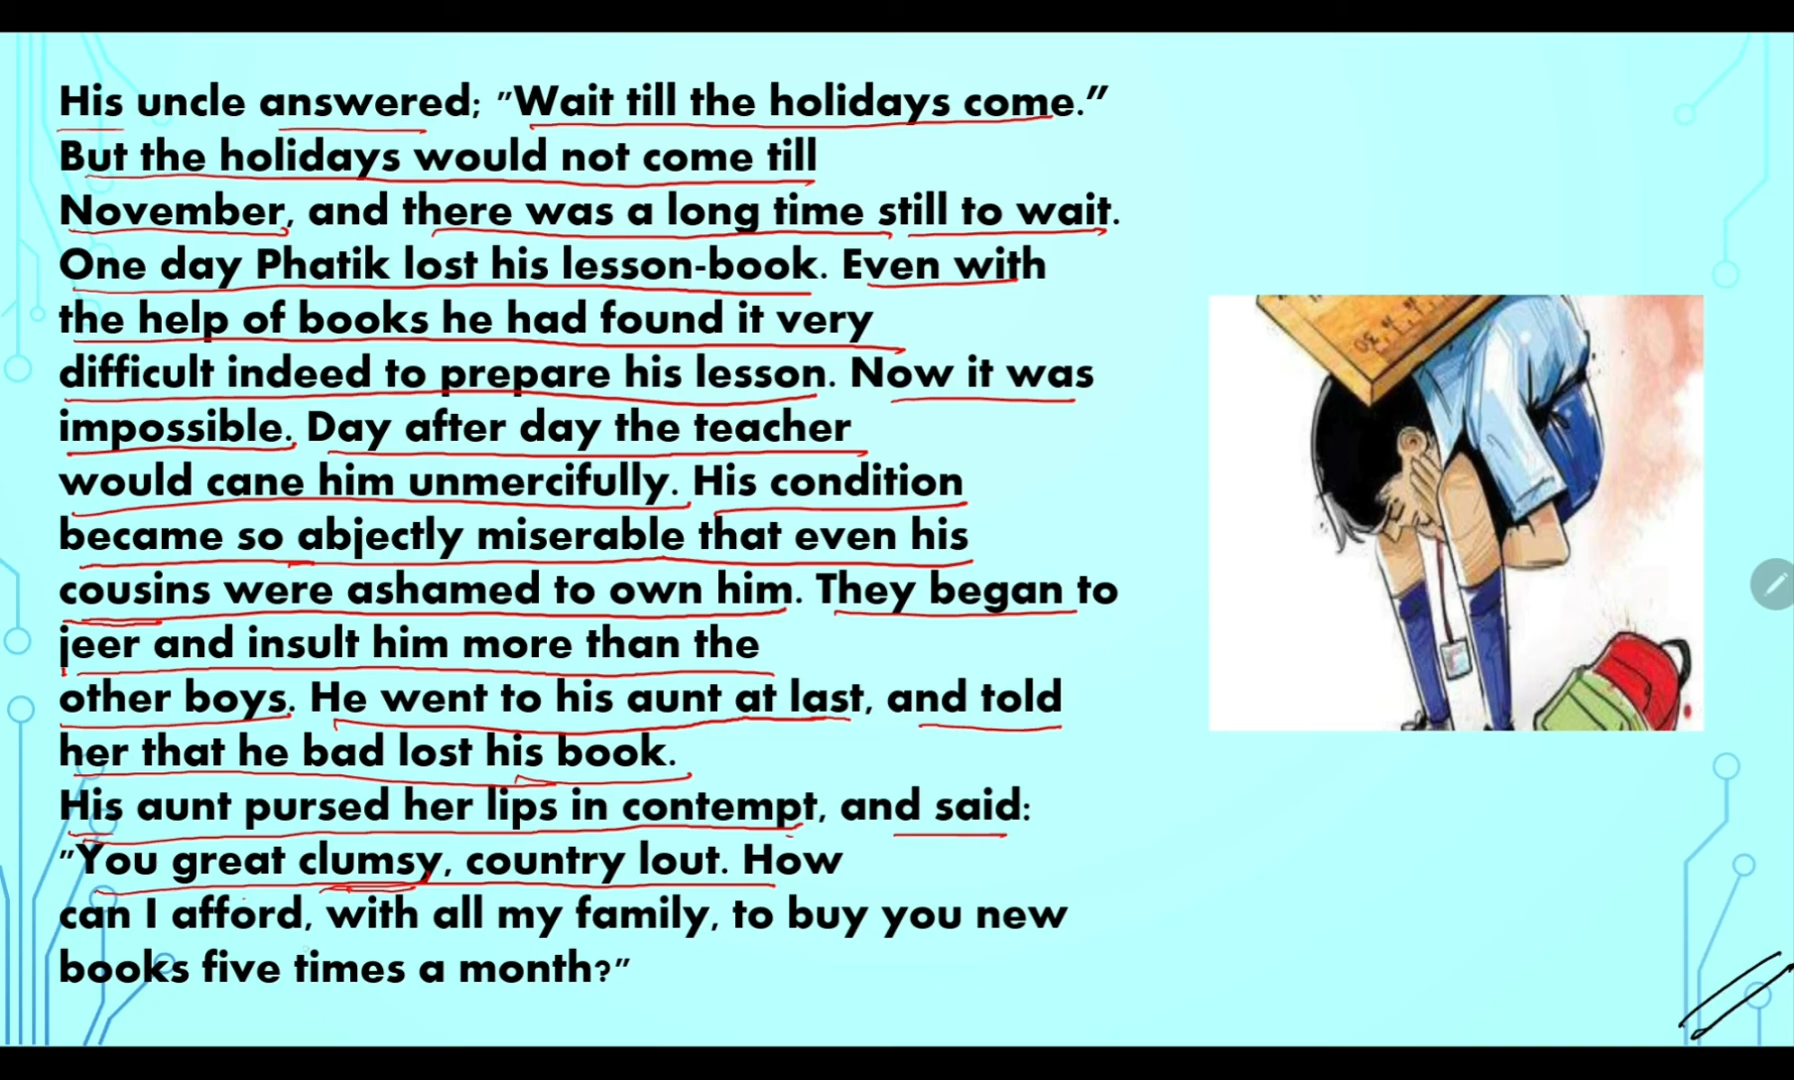 His uncle answered; "Wait till the holidays come."
But the holidays would not come till
November, and there was a long time still to wait.
One day Phatik lost his lesson-book. Even with
the help of books he had found it very
difficult indeed to prepare his lesson. Now it was
impossible. Day after day the teacher
would cane him unmercifully. His condition
became so abjectly miserable that even his
cousins were ashamed to own him. They began to
jeer and insult him more than the
other boys. He went to his aunt at last, and told
her that he bad lost his book.
His aunt pursed her lips in contempt, and said:
"You great clumsy, country lout. How
can I afford, with all my family, to buy you new
books five times a month?"